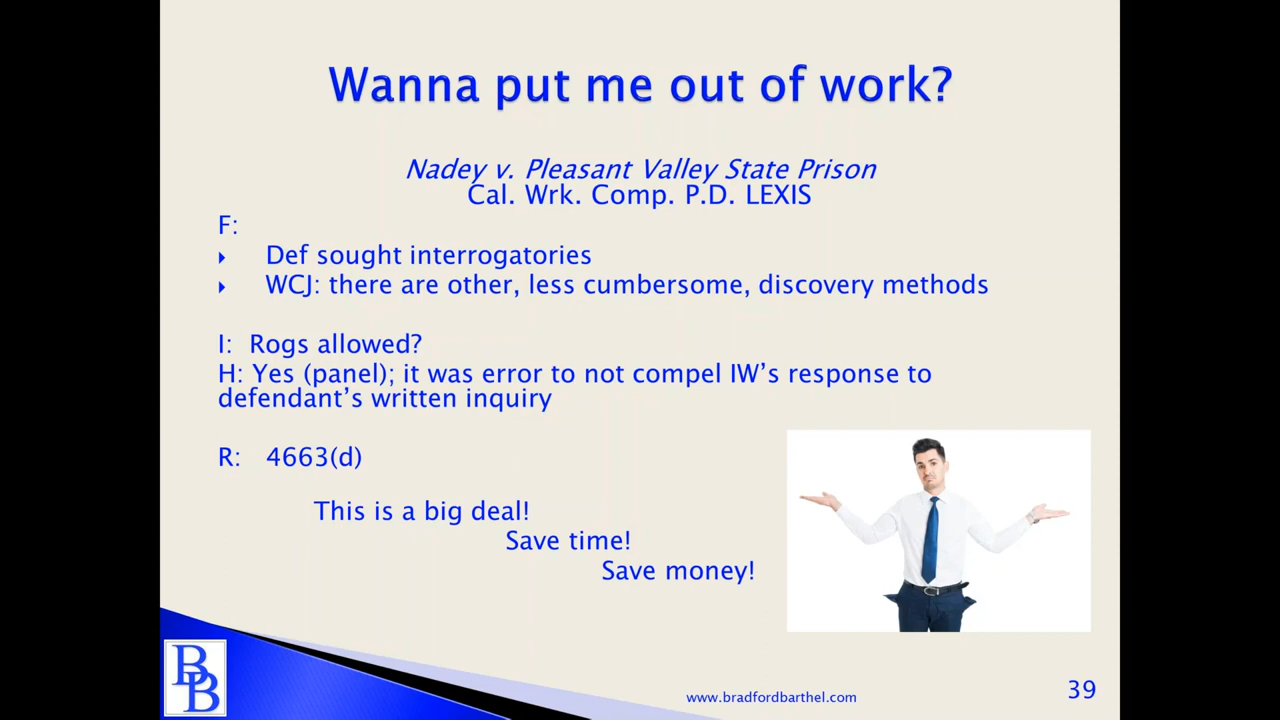 Wanna put me out of work?
Nadey v. Pleasant Valley State Prison
Cal. Wrk. Comp. P.D. LEXIS
F:
Def sought interrogatories
WCJ: there are other, less cumbersome, discovery methods
I: Rogs allowed?
H: Yes (panel); it was error to not compel IW's response to
defendant's written inquiry
R: 4663(d)
This is a big deal!
Save time!
Save money!
BB
www.bradfordbarthel.com
39